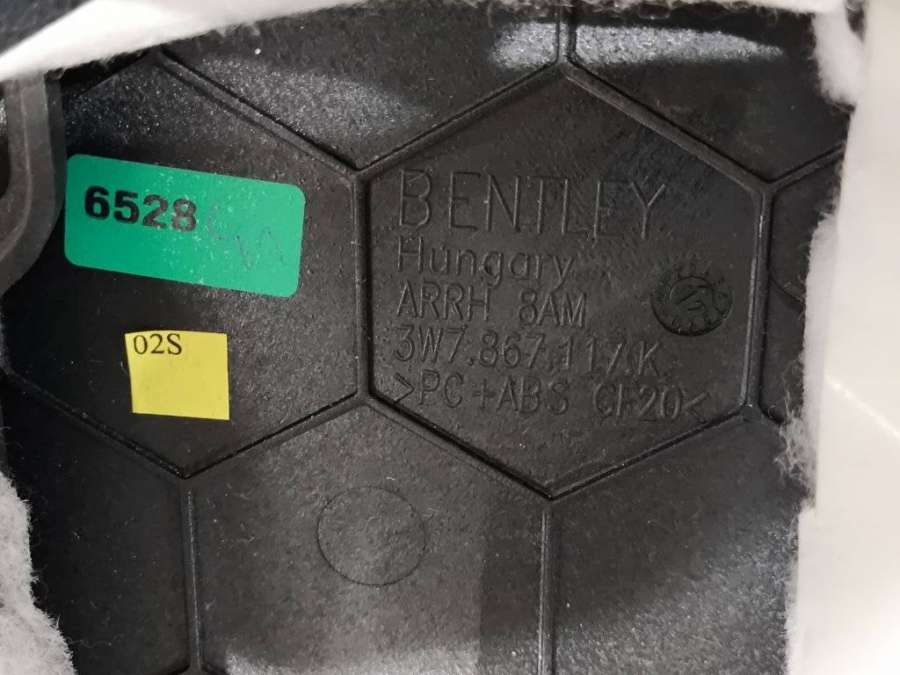 6528
02S
BENTLEY
Hungary
ARRH 8AM
3W7.867.117.K
>PC+ABS GF20<